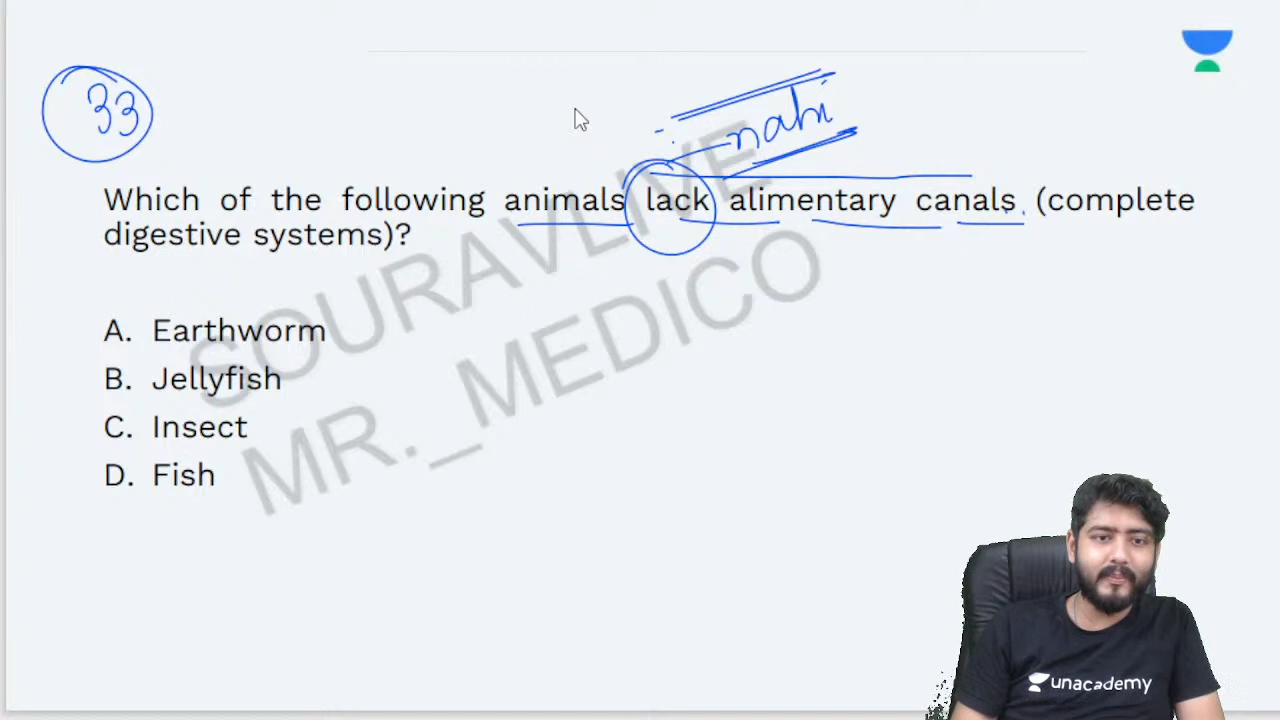 33
nahi
Which of the following animals lack alimentary canals (complete
digestive systems)?
A. Earthworm
B. Jellyfish
C. Insect
D. Fish
SOURAVLIVE
MR._MEDICO
unacademy